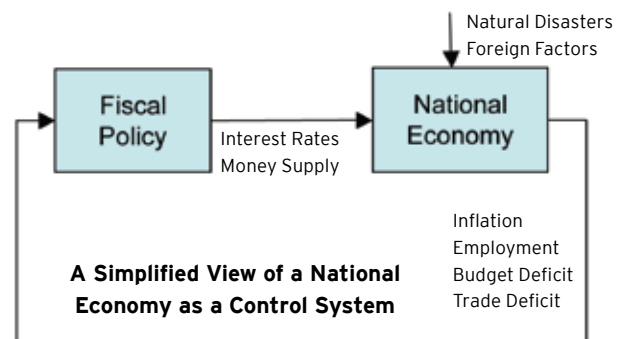 Natural Disasters
Foreign Factors
Fiscal
Policy
National
Economy
Interest Rates
Money Supply
Inflation
Employment
Budget Deficit
Trade Deficit
A Simplified View of a National
Economy as a Control System